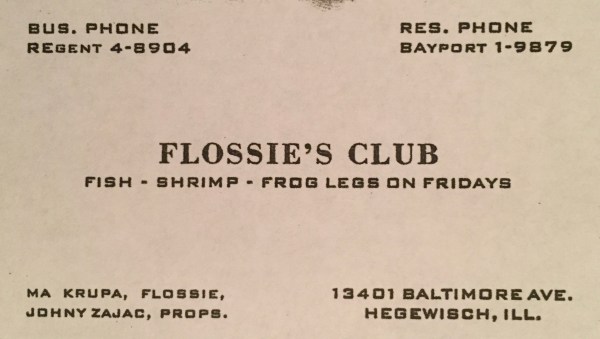 BUS. PHONE
REGENT 4-8904
RES. PHONE
BAYPORT 1-9879
FLOSSIE'S CLUB
FISH - SHRIMP - FROG LEGS ON FRIDAYS
MA KRUPA, FLOSSIE,
JOHNY ZAJAC, PROPS.
13401 BALTIMORE AVE.
HEGEWISCH, ILL.